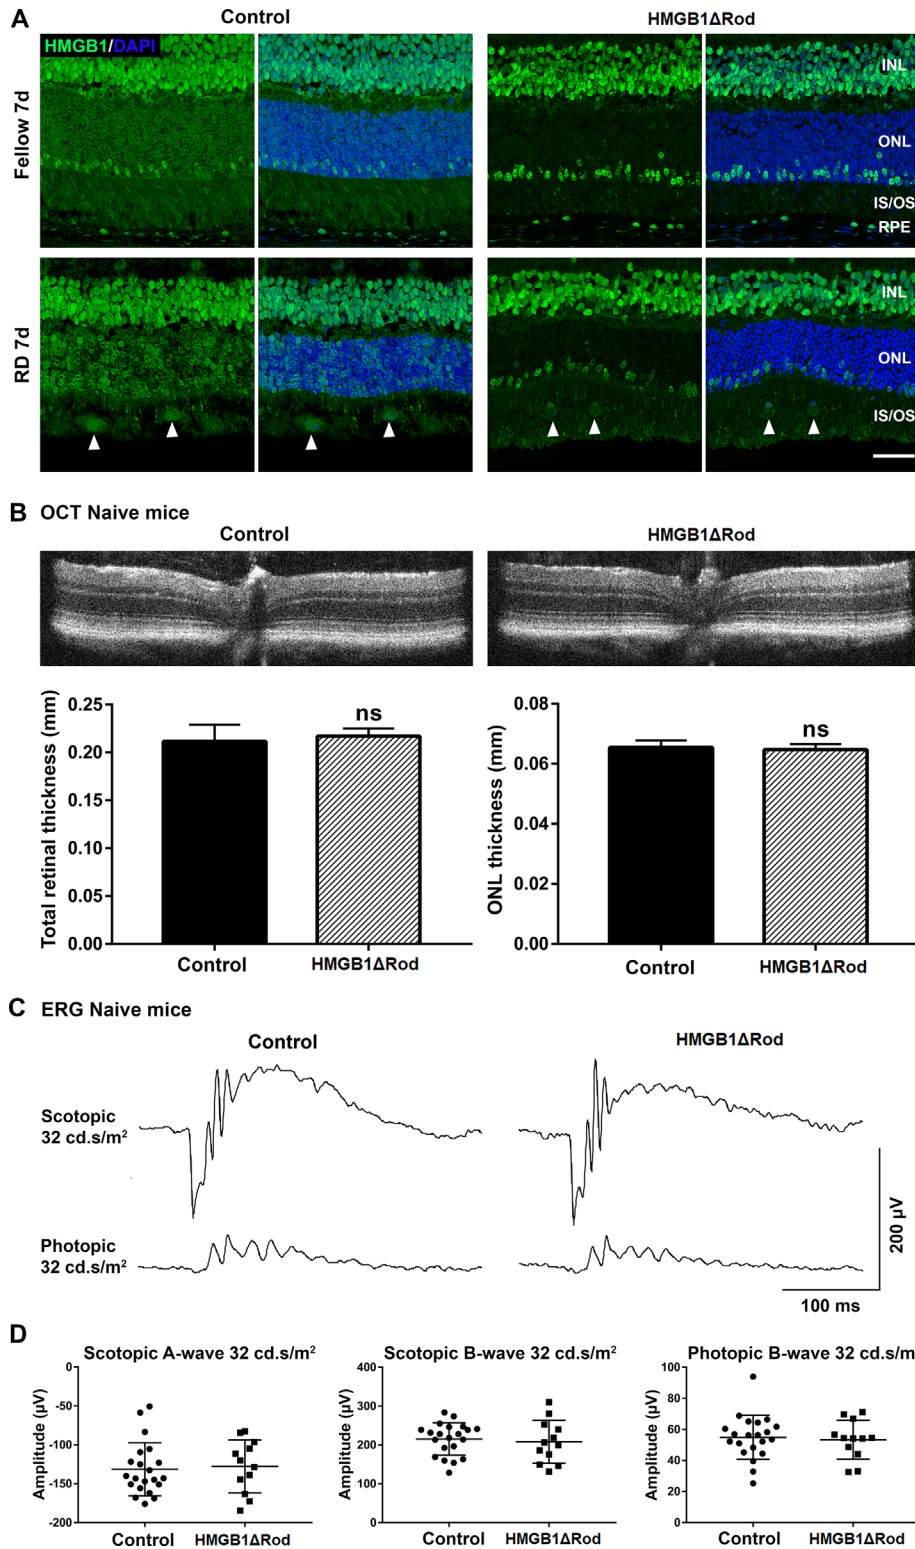 A
Control
HMGB1ΔRod
HMGB1/DAPI
Fellow 7d
INL
ONL
IS/OS
RPE
RD 7d
INL
ONL
IS/OS
B OCT Naive mice
Control
HMGB1ΔRod
Total retinal thickness (mm)
0.25
0.20
0.15
0.10
0.05
0.00
ns
Control
HMGB1ΔRod
ONL thickness (mm)
0.08
0.06
0.04
0.02
0.00
ns
Control
HMGB1ΔRod
C ERG Naive mice
Control
HMGB1ΔRod
Scotopic
32 cd.s/m²
Photopic
32 cd.s/m²
200 µV
100 ms
D
Scotopic A-wave 32 cd.s/m²
Amplitude (µV)
0
-50
-100
-150
-200
Control
HMGB1ΔRod
Scotopic B-wave 32 cd.s/m²
Amplitude (µV)
400
300
200
100
0
Control
HMGB1ΔRod
Photopic B-wave 32 cd.s/m
Amplitude (µV)
100
80
60
40
20
0
Control
HMGB1ΔRod